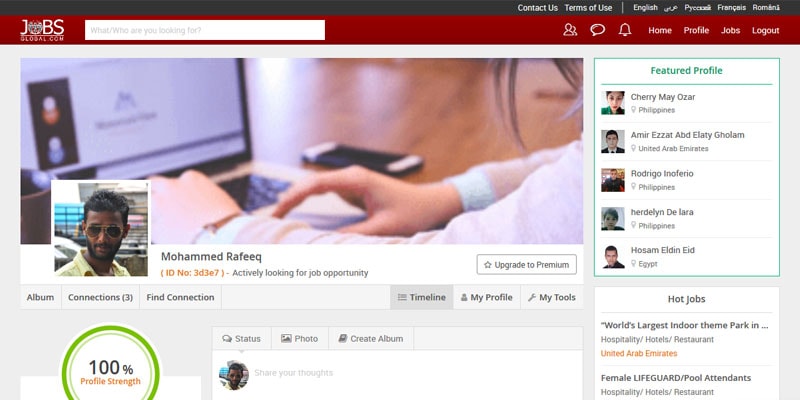 Contact Us | Terms of Use | English عربي Русский Français Română
JOBS
GLOBAL.COM
What/Who are you looking for?
Home Profile Jobs Logout
Mohammed Rafeeq
( ID No: 3d3e7 ) - Actively looking for job opportunity
Upgrade to Premium
Album Connections (3) Find Connection Timeline My Profile My Tools
100 %
Profile Strength
Status Photo Create Album
Share your thoughts
Featured Profile
Cherry May Ozar
Philippines
Amir Ezzat Abd Elaty Gholam
United Arab Emirates
Rodrigo Inoferio
Philippines
herdelyn De lara
Philippines
Hosam Eldin Eid
Egypt
Hot Jobs
"World's Largest Indoor theme Park in ...
Hospitality/ Hotels/ Restaurant
United Arab Emirates
Female LIFEGUARD/Pool Attendants
Hospitality/ Hotels/ Restaurant